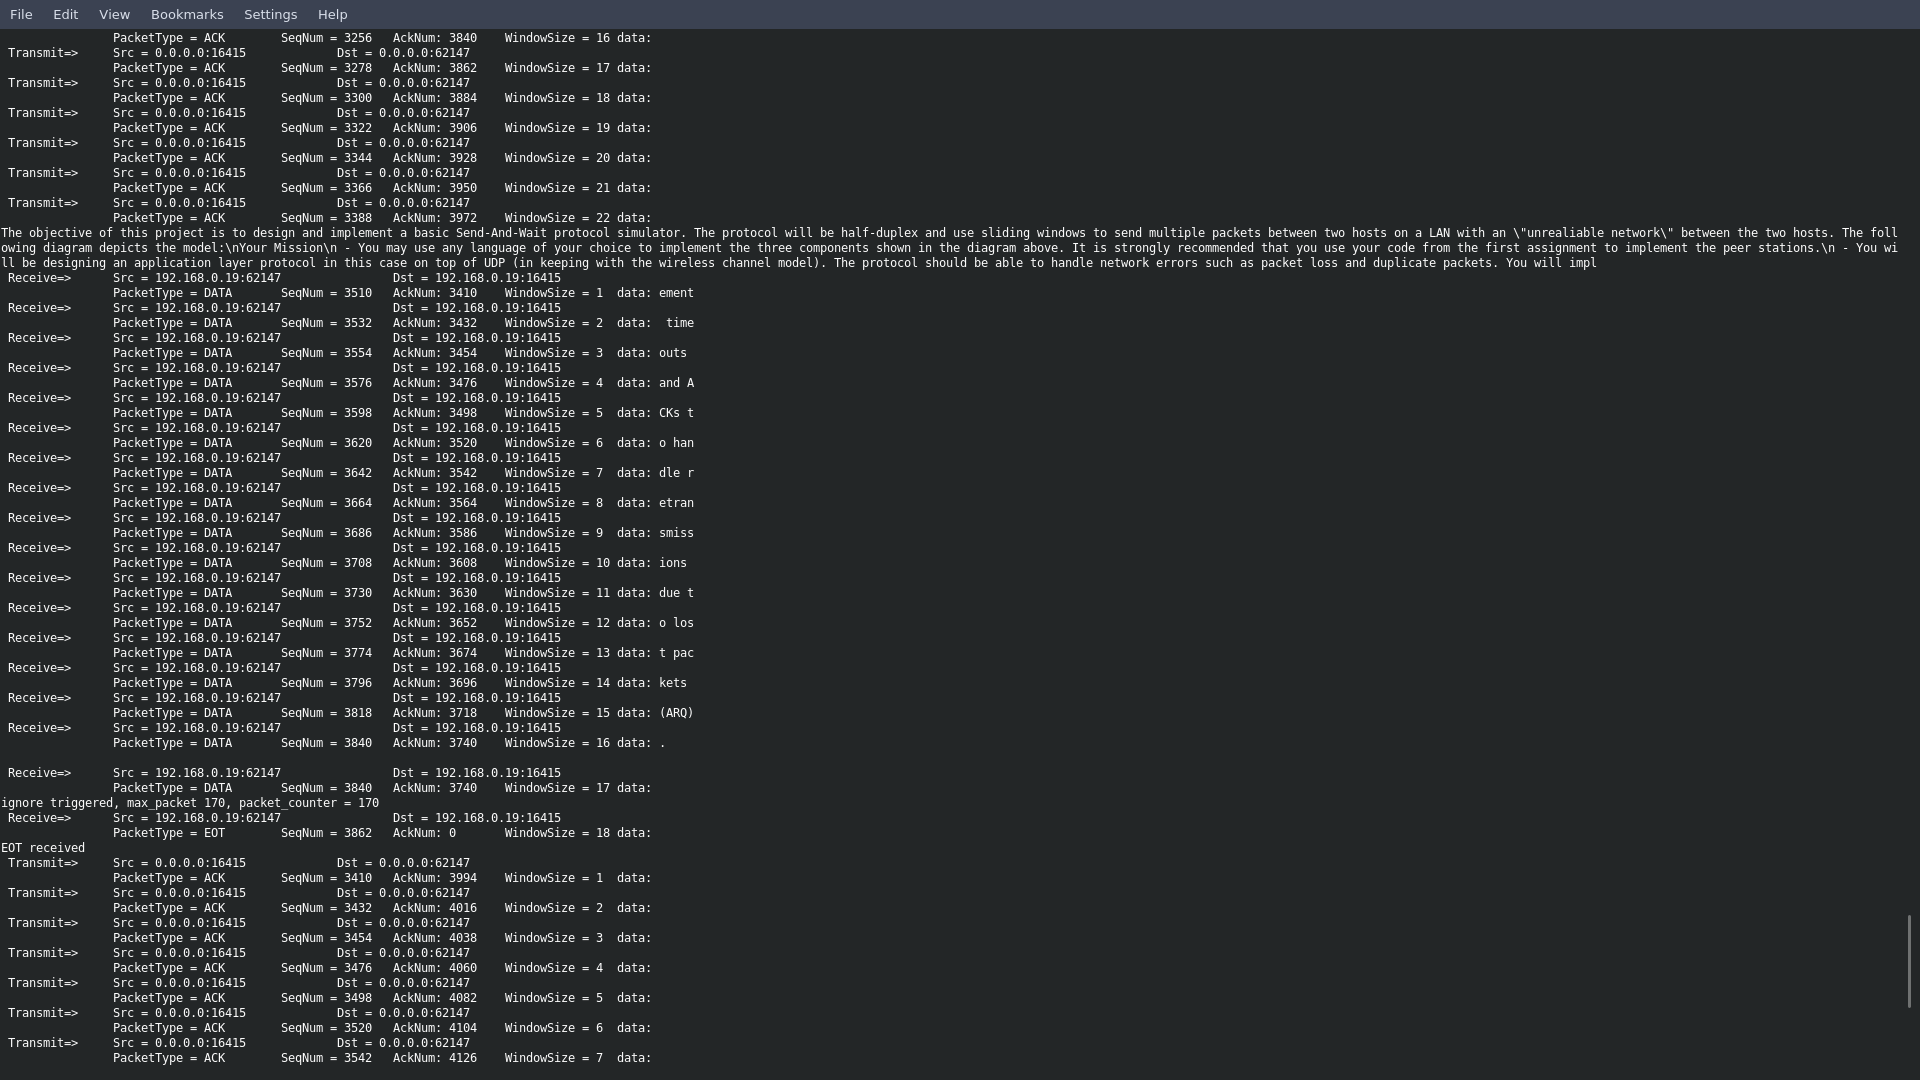 File Edit View Bookmarks Settings Help
PacketType = ACK SeqNum = 3256 AckNum: 3840 WindowSize = 16 data:
Transmit=> Src = 0.0.0.0:16415 Dst = 0.0.0.0:62147
PacketType = ACK SeqNum = 3278 AckNum: 3862 WindowSize = 17 data:
Transmit=> Src = 0.0.0.0:16415 Dst = 0.0.0.0:62147
PacketType = ACK SeqNum = 3300 AckNum: 3884 WindowSize = 18 data:
Transmit=> Src = 0.0.0.0:16415 Dst = 0.0.0.0:62147
PacketType = ACK SeqNum = 3322 AckNum: 3906 WindowSize = 19 data:
Transmit=> Src = 0.0.0.0:16415 Dst = 0.0.0.0:62147
PacketType = ACK SeqNum = 3344 AckNum: 3928 WindowSize = 20 data:
Transmit=> Src = 0.0.0.0:16415 Dst = 0.0.0.0:62147
PacketType = ACK SeqNum = 3366 AckNum: 3950 WindowSize = 21 data:
Transmit=> Src = 0.0.0.0:16415 Dst = 0.0.0.0:62147
PacketType = ACK SeqNum = 3388 AckNum: 3972 WindowSize = 22 data:
The objective of this project is to design and implement a basic Send-And-Wait protocol simulator. The protocol will be half-duplex and use sliding windows to send multiple packets between two hosts on a LAN with an \"unrealiable network\" between the two hosts. The foll
owing diagram depicts the model:\nYour Mission\n - You may use any language of your choice to implement the three components shown in the diagram above. It is strongly recommended that you use your code from the first assignment to implement the peer stations.\n - You wi
ll be designing an application layer protocol in this case on top of UDP (in keeping with the wireless channel model). The protocol should be able to handle network errors such as packet loss and duplicate packets. You will impl
Receive=> Src = 192.168.0.19:62147 Dst = 192.168.0.19:16415
PacketType = DATA SeqNum = 3510 AckNum: 3410 WindowSize = 1 data: ement
Receive=> Src = 192.168.0.19:62147 Dst = 192.168.0.19:16415
PacketType = DATA SeqNum = 3532 AckNum: 3432 WindowSize = 2 data:  time
Receive=> Src = 192.168.0.19:62147 Dst = 192.168.0.19:16415
PacketType = DATA SeqNum = 3554 AckNum: 3454 WindowSize = 3 data: outs
Receive=> Src = 192.168.0.19:62147 Dst = 192.168.0.19:16415
PacketType = DATA SeqNum = 3576 AckNum: 3476 WindowSize = 4 data: and A
Receive=> Src = 192.168.0.19:62147 Dst = 192.168.0.19:16415
PacketType = DATA SeqNum = 3598 AckNum: 3498 WindowSize = 5 data: CKs t
Receive=> Src = 192.168.0.19:62147 Dst = 192.168.0.19:16415
PacketType = DATA SeqNum = 3620 AckNum: 3520 WindowSize = 6 data: o han
Receive=> Src = 192.168.0.19:62147 Dst = 192.168.0.19:16415
PacketType = DATA SeqNum = 3642 AckNum: 3542 WindowSize = 7 data: dle r
Receive=> Src = 192.168.0.19:62147 Dst = 192.168.0.19:16415
PacketType = DATA SeqNum = 3664 AckNum: 3564 WindowSize = 8 data: etran
Receive=> Src = 192.168.0.19:62147 Dst = 192.168.0.19:16415
PacketType = DATA SeqNum = 3686 AckNum: 3586 WindowSize = 9 data: smiss
Receive=> Src = 192.168.0.19:62147 Dst = 192.168.0.19:16415
PacketType = DATA SeqNum = 3708 AckNum: 3608 WindowSize = 10 data: ions
Receive=> Src = 192.168.0.19:62147 Dst = 192.168.0.19:16415
PacketType = DATA SeqNum = 3730 AckNum: 3630 WindowSize = 11 data: due t
Receive=> Src = 192.168.0.19:62147 Dst = 192.168.0.19:16415
PacketType = DATA SeqNum = 3752 AckNum: 3652 WindowSize = 12 data: o los
Receive=> Src = 192.168.0.19:62147 Dst = 192.168.0.19:16415
PacketType = DATA SeqNum = 3774 AckNum: 3674 WindowSize = 13 data: t pac
Receive=> Src = 192.168.0.19:62147 Dst = 192.168.0.19:16415
PacketType = DATA SeqNum = 3796 AckNum: 3696 WindowSize = 14 data: kets
Receive=> Src = 192.168.0.19:62147 Dst = 192.168.0.19:16415
PacketType = DATA SeqNum = 3818 AckNum: 3718 WindowSize = 15 data: (ARQ)
Receive=> Src = 192.168.0.19:62147 Dst = 192.168.0.19:16415
PacketType = DATA SeqNum = 3840 AckNum: 3740 WindowSize = 16 data: .
Receive=> Src = 192.168.0.19:62147 Dst = 192.168.0.19:16415
PacketType = DATA SeqNum = 3840 AckNum: 3740 WindowSize = 17 data:
ignore triggered, max_packet 170, packet_counter = 170
Receive=> Src = 192.168.0.19:62147 Dst = 192.168.0.19:16415
PacketType = EOT SeqNum = 3862 AckNum: 0 WindowSize = 18 data:
EOT received
Transmit=> Src = 0.0.0.0:16415 Dst = 0.0.0.0:62147
PacketType = ACK SeqNum = 3410 AckNum: 3994 WindowSize = 1 data:
Transmit=> Src = 0.0.0.0:16415 Dst = 0.0.0.0:62147
PacketType = ACK SeqNum = 3432 AckNum: 4016 WindowSize = 2 data:
Transmit=> Src = 0.0.0.0:16415 Dst = 0.0.0.0:62147
PacketType = ACK SeqNum = 3454 AckNum: 4038 WindowSize = 3 data:
Transmit=> Src = 0.0.0.0:16415 Dst = 0.0.0.0:62147
PacketType = ACK SeqNum = 3476 AckNum: 4060 WindowSize = 4 data:
Transmit=> Src = 0.0.0.0:16415 Dst = 0.0.0.0:62147
PacketType = ACK SeqNum = 3498 AckNum: 4082 WindowSize = 5 data:
Transmit=> Src = 0.0.0.0:16415 Dst = 0.0.0.0:62147
PacketType = ACK SeqNum = 3520 AckNum: 4104 WindowSize = 6 data:
Transmit=> Src = 0.0.0.0:16415 Dst = 0.0.0.0:62147
PacketType = ACK SeqNum = 3542 AckNum: 4126 WindowSize = 7 data: